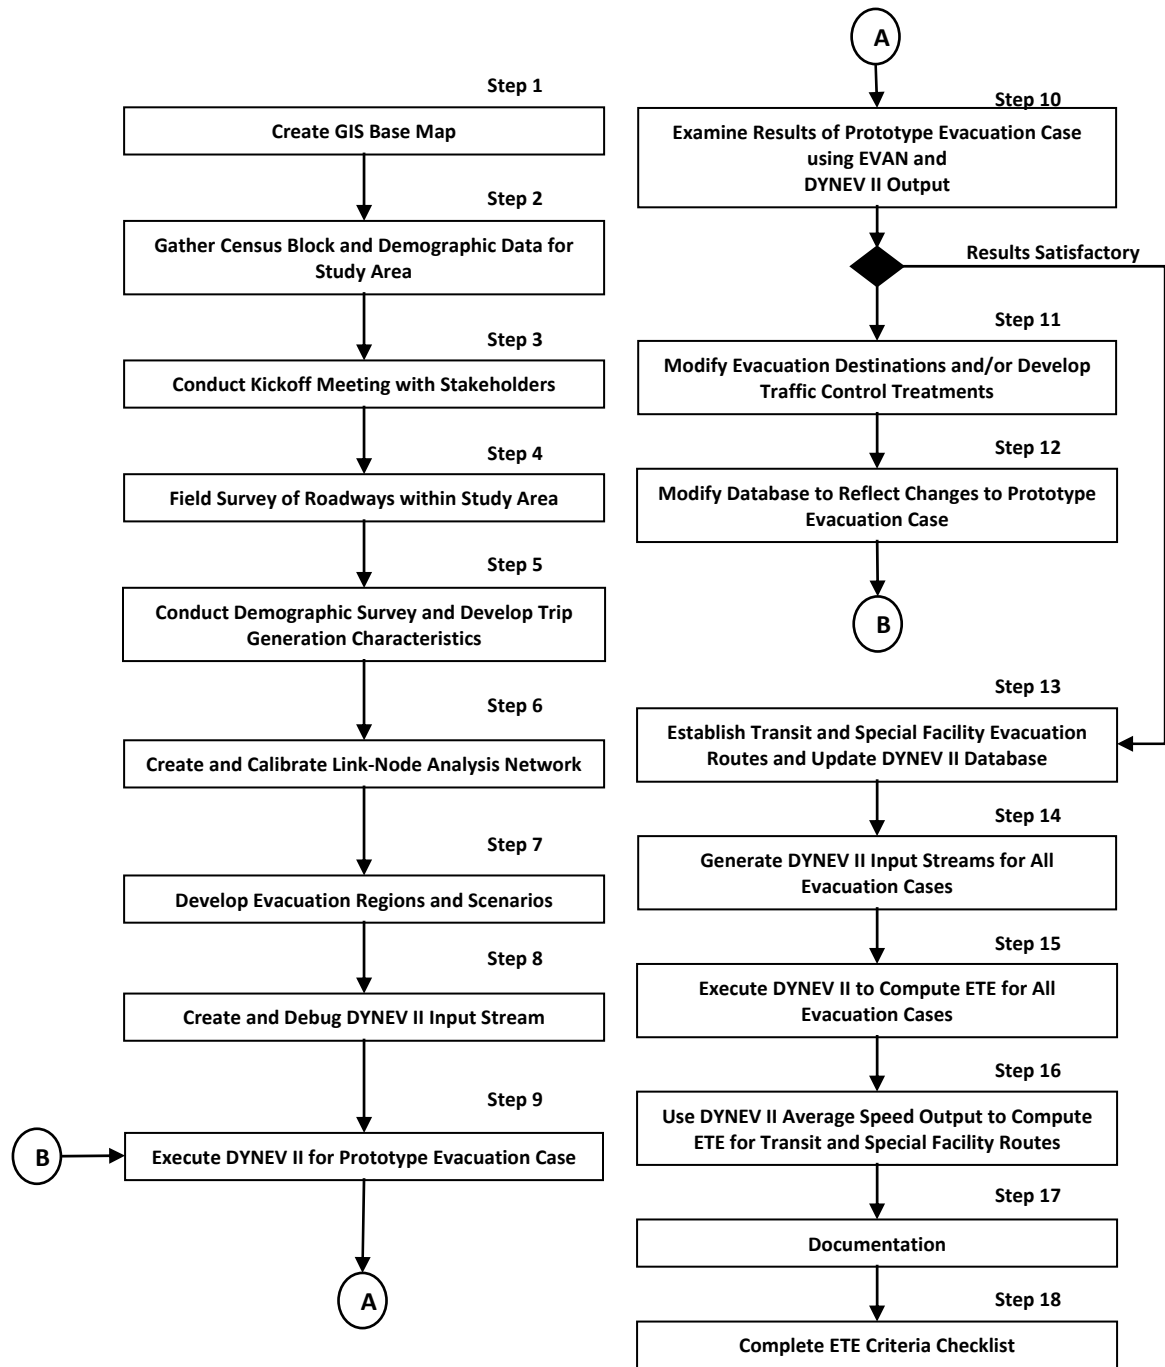 Step 1
Create GIS Base Map
Step 2
Gather Census Block and Demographic Data for
Study Area
Step 3
Conduct Kickoff Meeting with Stakeholders
Step 4
Field Survey of Roadways within Study Area
Step 5
Conduct Demographic Survey and Develop Trip
Generation Characteristics
Step 6
Create and Calibrate Link-Node Analysis Network
Step 7
Develop Evacuation Regions and Scenarios
Step 8
Create and Debug DYNEV II Input Stream
Step 9
B
Execute DYNEV II for Prototype Evacuation Case
A
A
Step 10
Examine Results of Prototype Evacuation Case
using EVAN and
DYNEV II Output
Results Satisfactory
Step 11
Modify Evacuation Destinations and/or Develop
Traffic Control Treatments
Step 12
Modify Database to Reflect Changes to Prototype
Evacuation Case
B
Step 13
Establish Transit and Special Facility Evacuation
Routes and Update DYNEV II Database
Step 14
Generate DYNEV II Input Streams for All
Evacuation Cases
Step 15
Execute DYNEV II to Compute ETE for All
Evacuation Cases
Step 16
Use DYNEV II Average Speed Output to Compute
ETE for Transit and Special Facility Routes
Step 17
Documentation
Step 18
Complete ETE Criteria Checklist